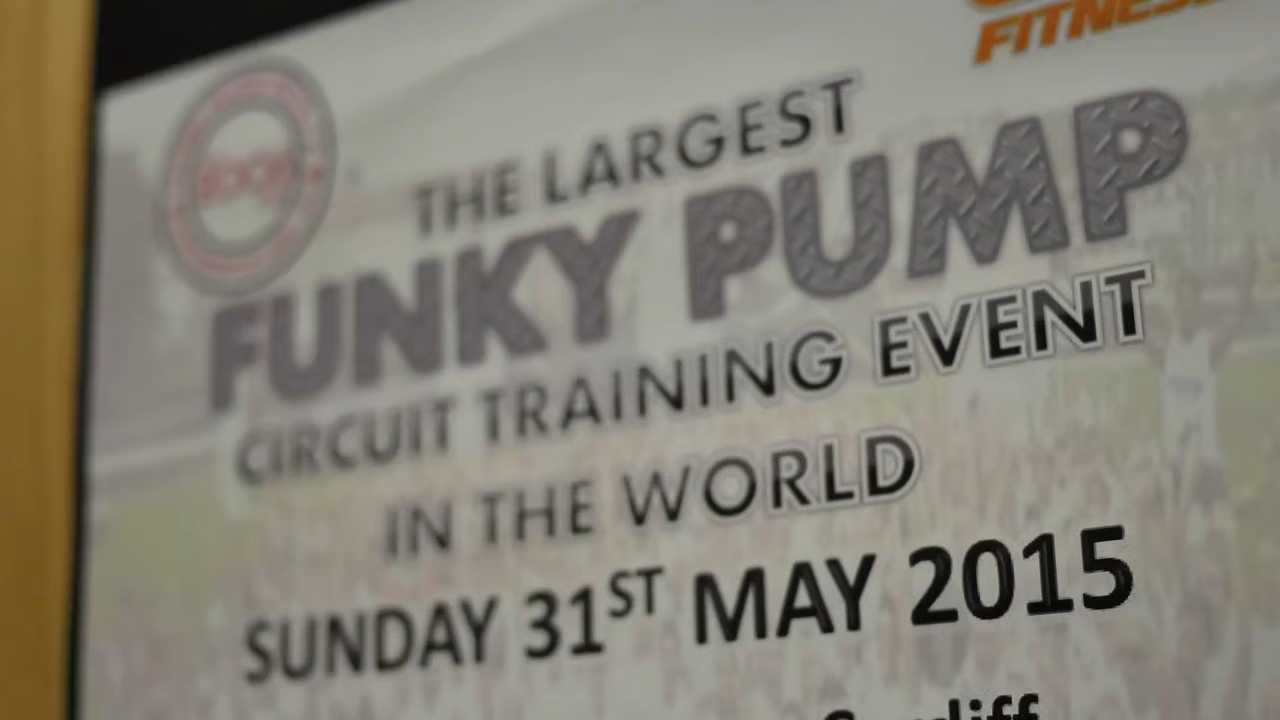 FITNESS
THE LARGEST
FUNKY PUMP
CIRCUIT TRAINING EVENT
IN THE WORLD
SUNDAY 31ST MAY 2015